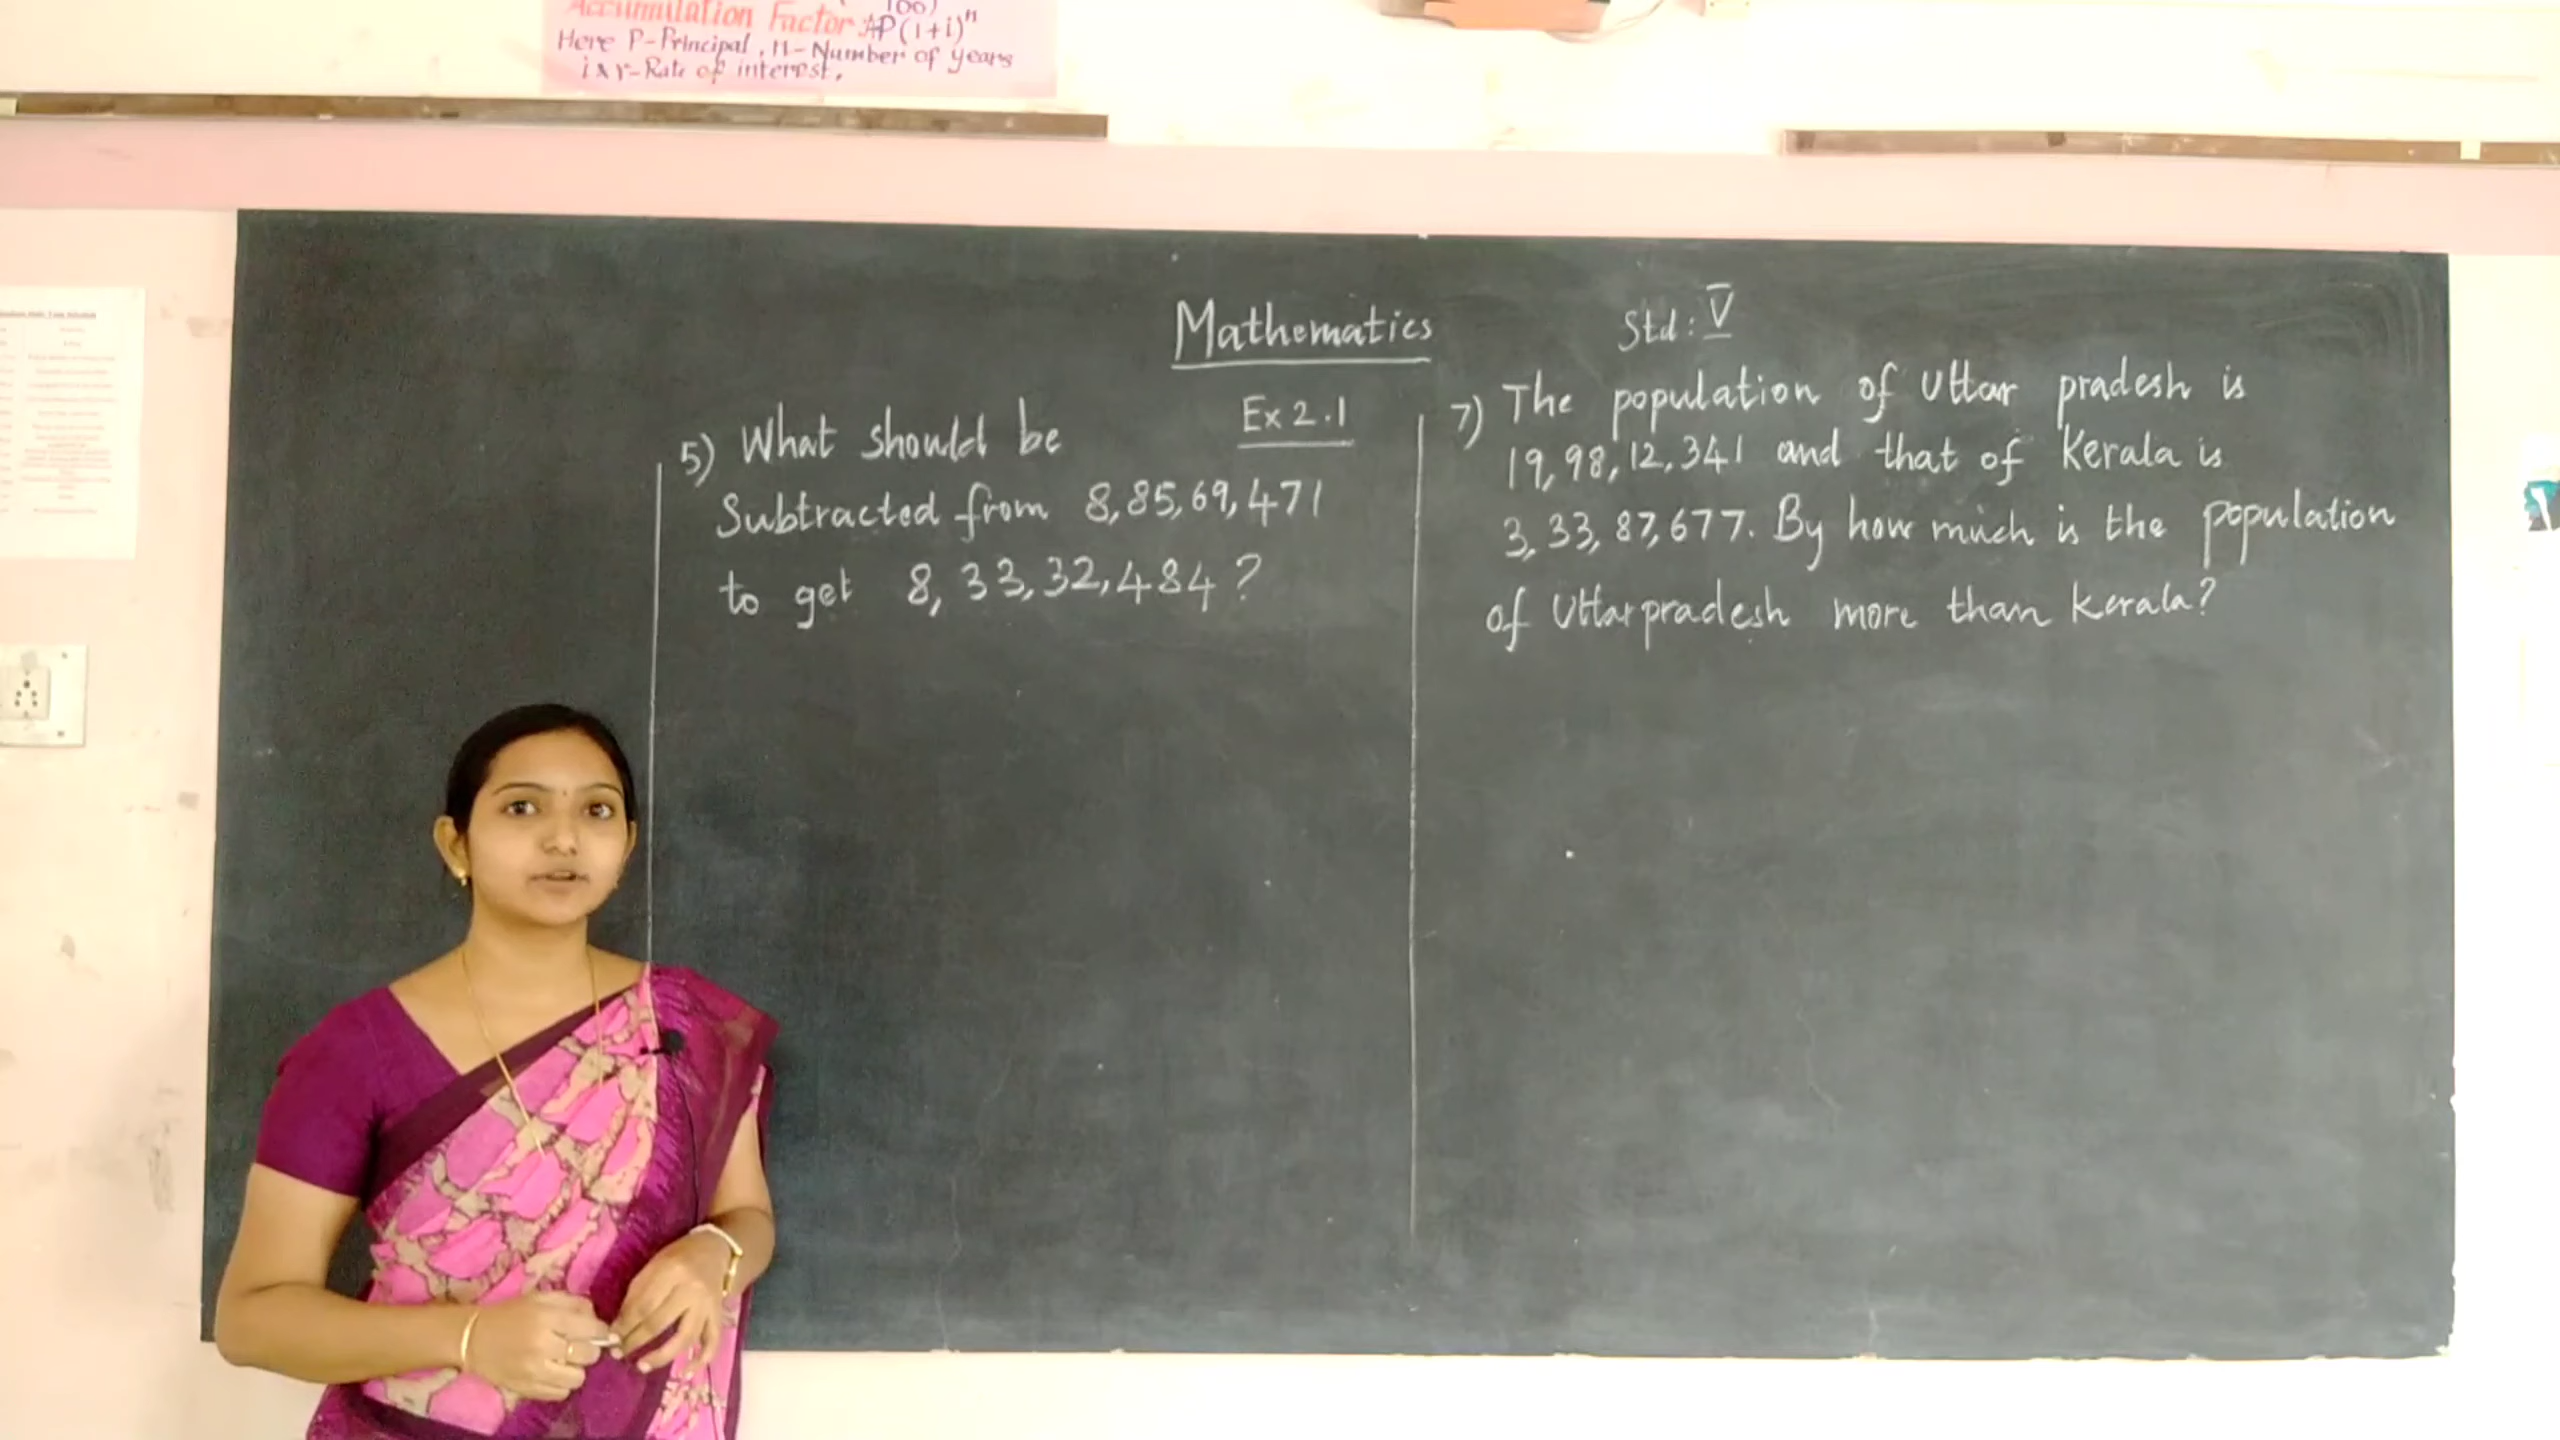 Accumulation Factor : A=P(1+i)ⁿ
Here P-Principal, n-Number of years
i & r-Rate of interest.
Mathematics
Std : V
Ex 2.1
5) What should be
Subtracted from 8,85,69,471
to get 8,33,32,484?
7) The population of Uttar pradesh is
19,98,12,341 and that of Kerala is
3,33,87,677. By how much is the population
of Uttarpradesh more than Kerala?